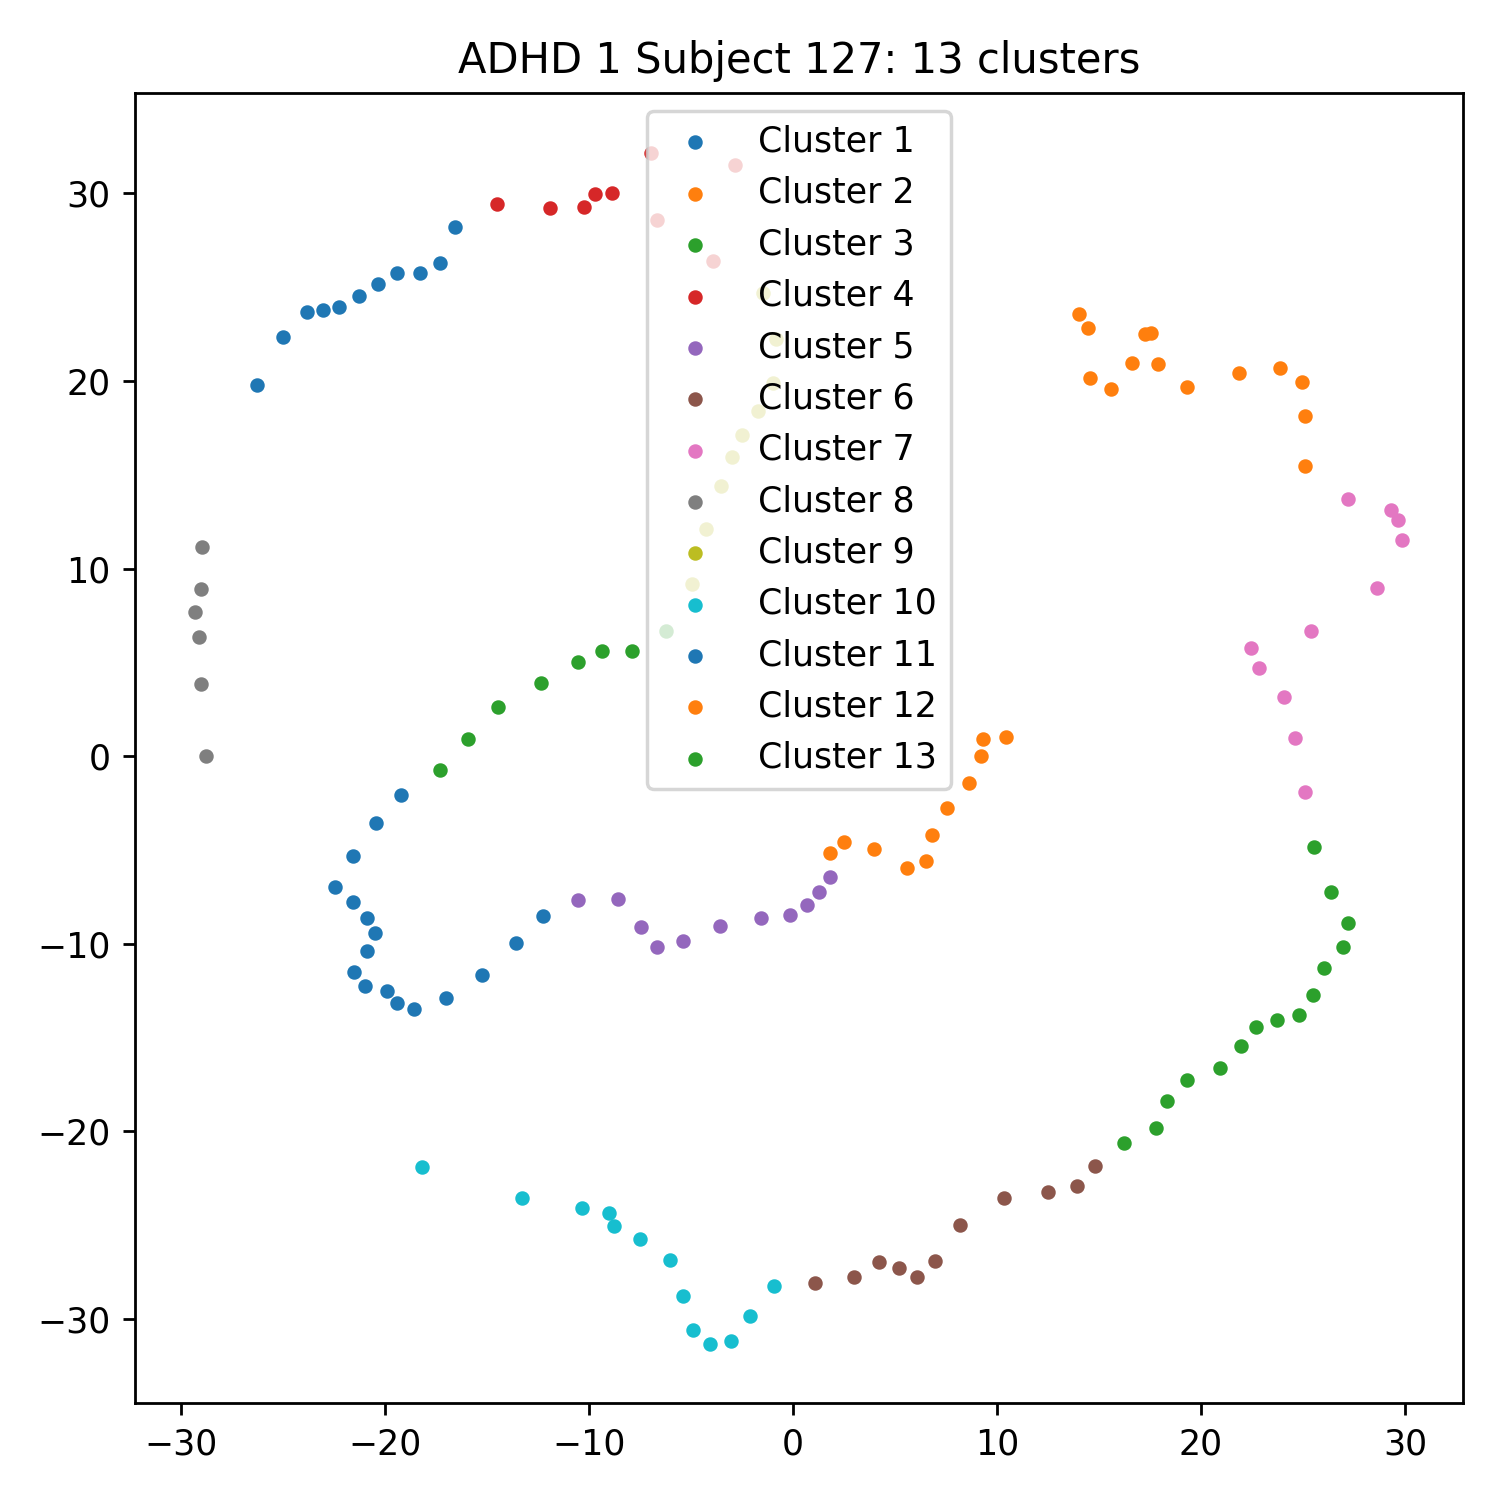 ADHD 1 Subject 127: 13 clusters
Cluster 1
Cluster 2
Cluster 3
Cluster 4
Cluster 5
Cluster 6
Cluster 7
Cluster 8
Cluster 9
Cluster 10
Cluster 11
Cluster 12
Cluster 13
30
20
10
0
−10
−20
−30
−30 −20 −10 0 10 20 30